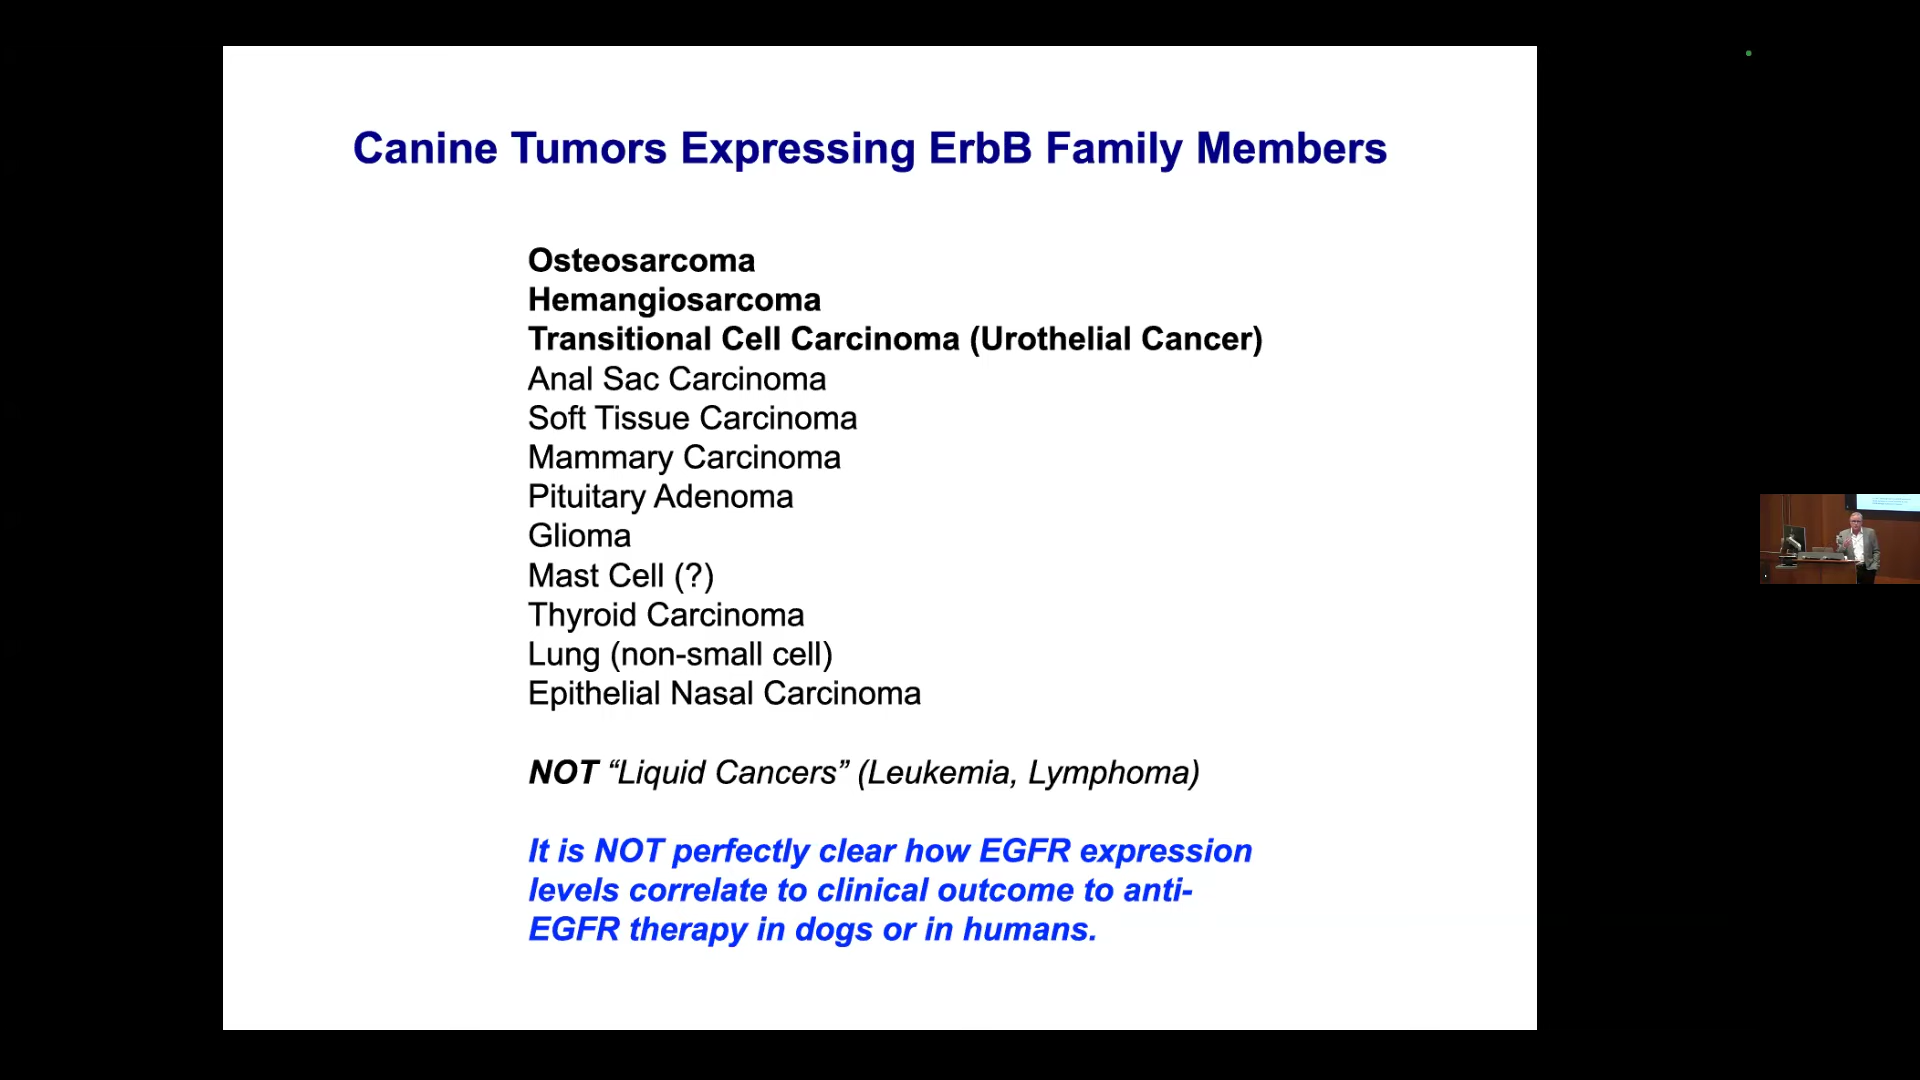 Canine Tumors Expressing ErbB Family Members
Osteosarcoma
Hemangiosarcoma
Transitional Cell Carcinoma (Urothelial Cancer)
Anal Sac Carcinoma
Soft Tissue Carcinoma
Mammary Carcinoma
Pituitary Adenoma
Glioma
Mast Cell (?)
Thyroid Carcinoma
Lung (non-small cell)
Epithelial Nasal Carcinoma
NOT “Liquid Cancers” (Leukemia, Lymphoma)
It is NOT perfectly clear how EGFR expression
levels correlate to clinical outcome to anti-
EGFR therapy in dogs or in humans.